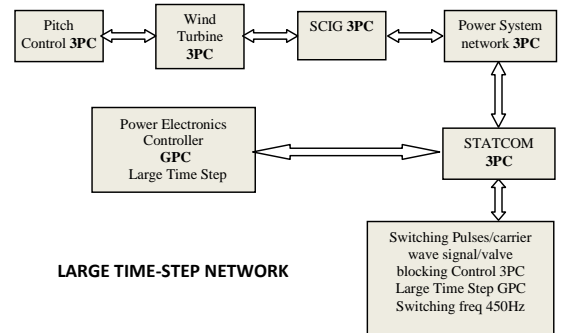 Pitch
Control 3PC
Wind
Turbine
3PC
SCIG 3PC
Power System
network 3PC
Power Electronics
Controller
GPC
Large Time Step
STATCOM
3PC
Switching Pulses/carrier
wave signal/valve
blocking Control 3PC
Large Time Step GPC
Switching freq 450Hz
LARGE TIME-STEP NETWORK